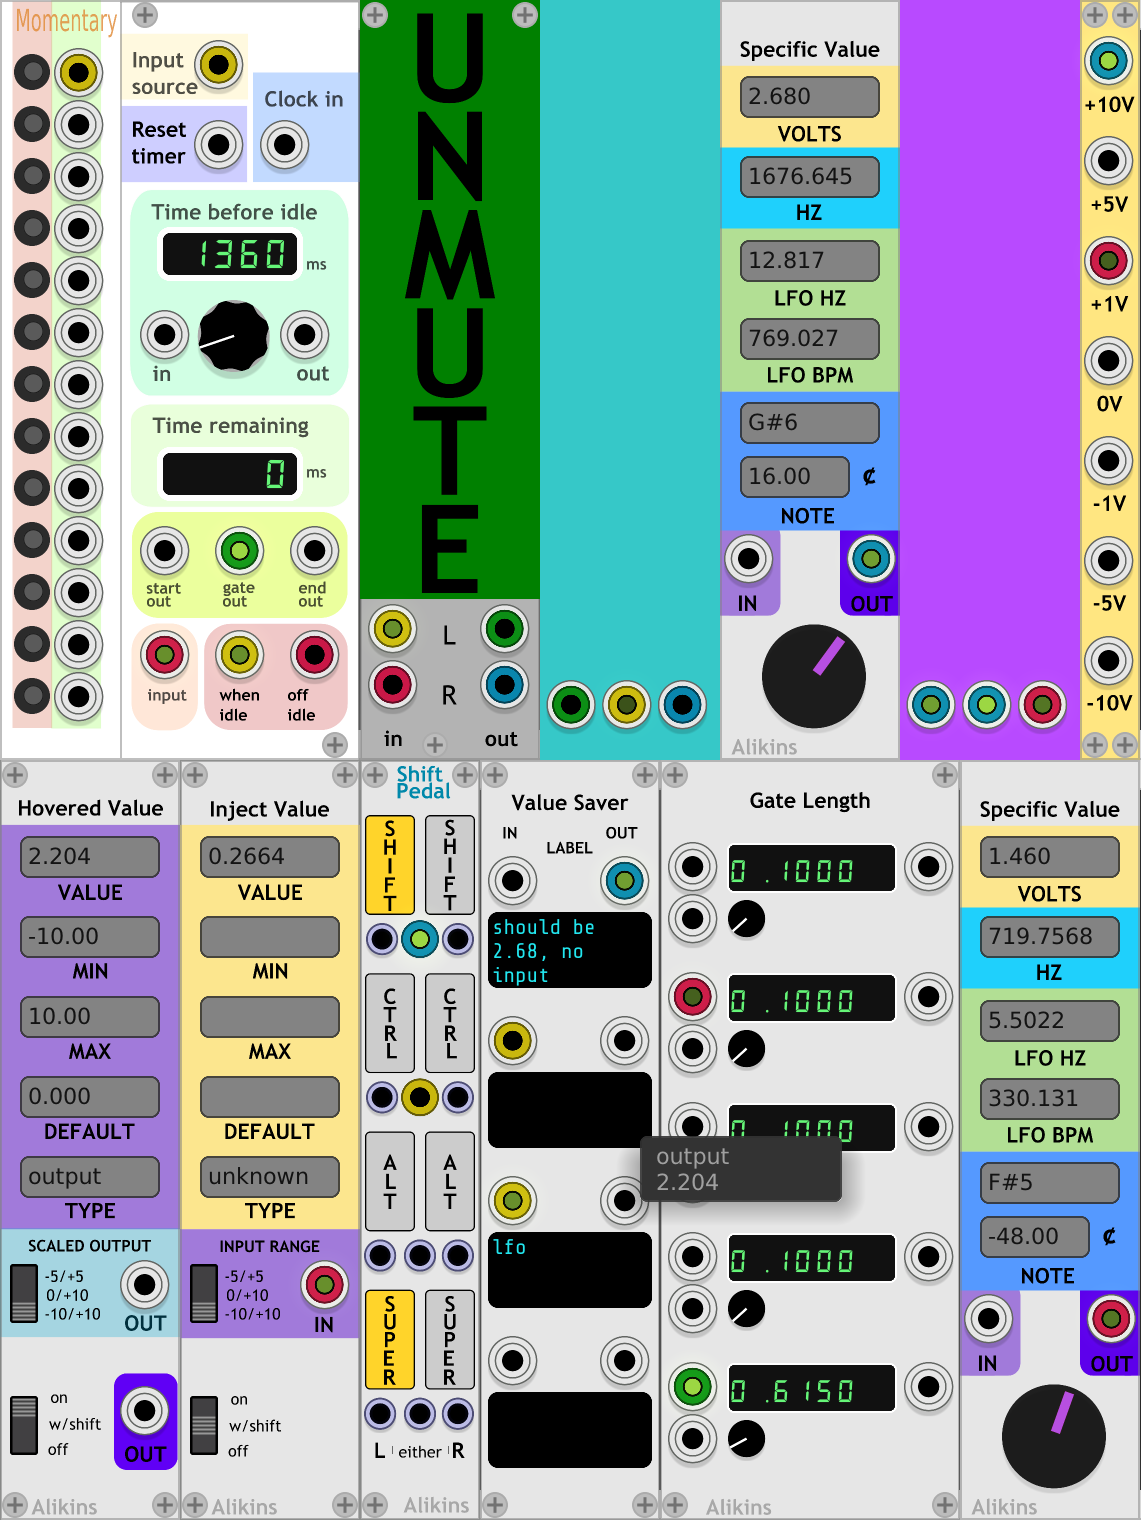 Momentary
Input
source
Clock in
Reset
timer
Time before idle
1360 ms
in
out
Time remaining
0 ms
start
out
gate
out
end
out
input
when
idle
off
idle
UNMUTE
L
R
in
out
Specific Value
2.680
VOLTS
1676.645
HZ
12.817
LFO HZ
769.027
LFO BPM
G#6
16.00 ¢
NOTE
IN
OUT
Alikins
+10V
+5V
+1V
0V
-1V
-5V
-10V
Hovered Value
2.204
VALUE
-10.00
MIN
10.00
MAX
0.000
DEFAULT
output
TYPE
SCALED OUTPUT
-5/+5
0/+10
-10/+10
OUT
on
w/shift
off
OUT
Alikins
Inject Value
0.2664
VALUE
MIN
MAX
DEFAULT
unknown
TYPE
INPUT RANGE
-5/+5
0/+10
-10/+10
IN
on
w/shift
off
Alikins
Shift
Pedal
SHIFT SHIFT
CTRL CTRL
ALT ALT
SUPER SUPER
L either R
Alikins
Value Saver
IN
OUT
LABEL
should be
2.68, no
input
lfo
Gate Length
0.1000
0.1000
0.1000
output
2.204
0.1000
0.6150
Alikins
Specific Value
1.460
VOLTS
719.7568
HZ
5.5022
LFO HZ
330.131
LFO BPM
F#5
-48.00 ¢
NOTE
IN
OUT
Alikins